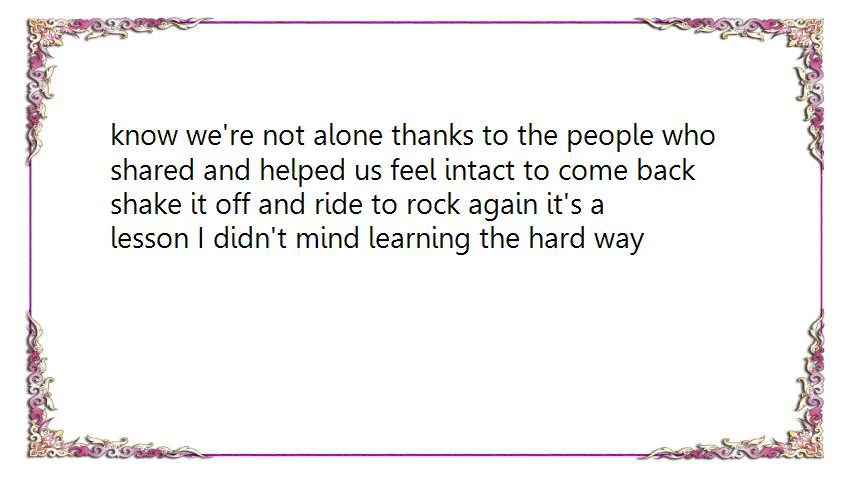 know we're not alone thanks to the people who
shared and helped us feel intact to come back
shake it off and ride to rock again it's a
lesson I didn't mind learning the hard way